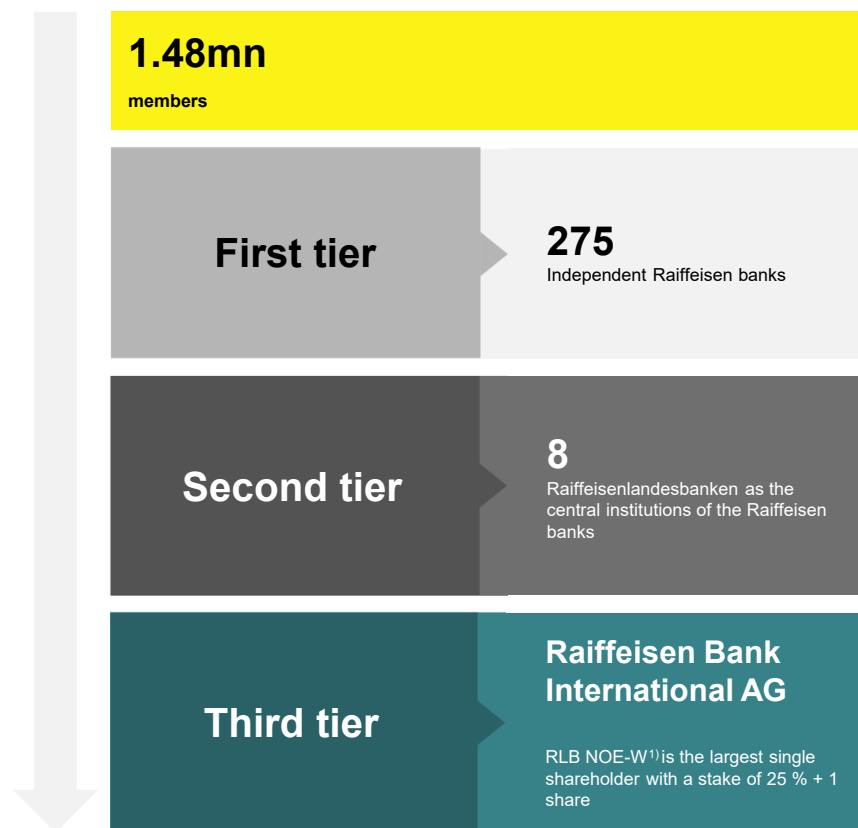 1.48mn
members
First tier
275
Independent Raiffeisen banks
Second tier
8
Raiffeisenlandesbanken as the
central institutions of the Raiffeisen
banks
Third tier
Raiffeisen Bank
International AG
RLB NOE-W¹⁾ is the largest single
shareholder with a stake of 25 % + 1
share